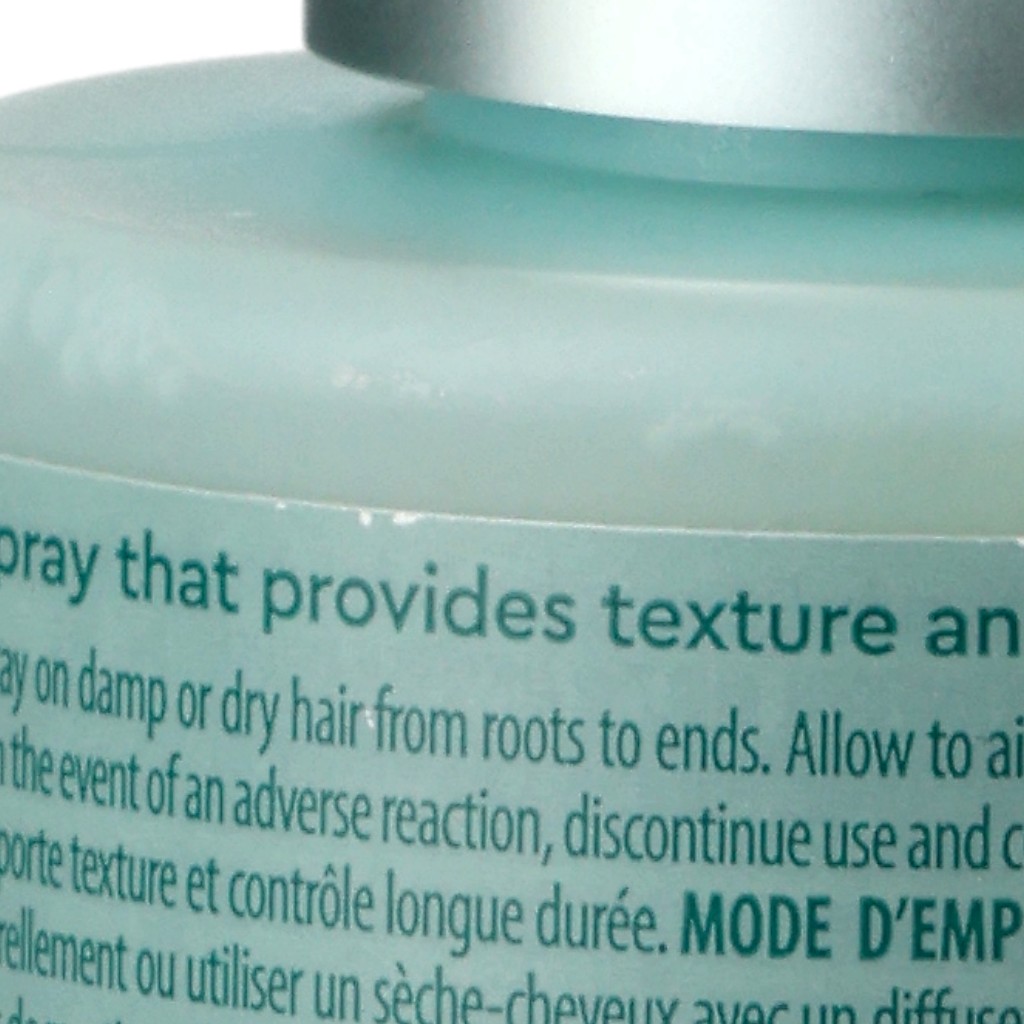 pray that provides texture an
ay on damp or dry hair from roots to ends. Allow to ai
n the event of an adverse reaction, discontinue use and c
porte texture et contrôle longue durée. MODE D'EMP
rellement ou utiliser un sèche-cheveux avec un diffuse